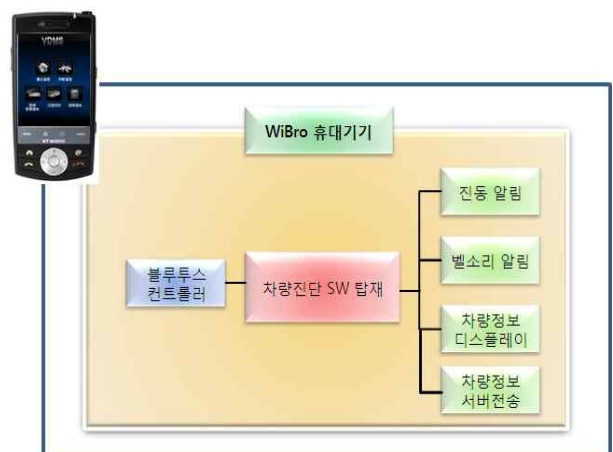 WiBro 휴대기기
블루투스
컨트롤러
차량진단 SW 탑재
진동 알림
벨소리 알림
차량정보
디스플레이
차량정보
서버전송